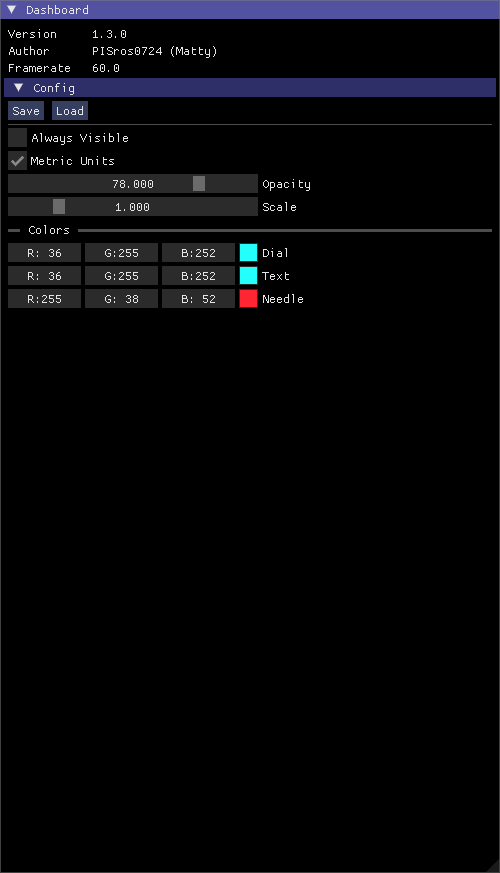 Dashboard
Version 1.3.0
Author PISros0724 (Matty)
Framerate 60.0
Config
Save Load
Always Visible
Metric Units
78.000 Opacity
1.000 Scale
Colors
R: 36 G:255 B:252 Dial
R: 36 G:255 B:252 Text
R:255 G: 38 B: 52 Needle